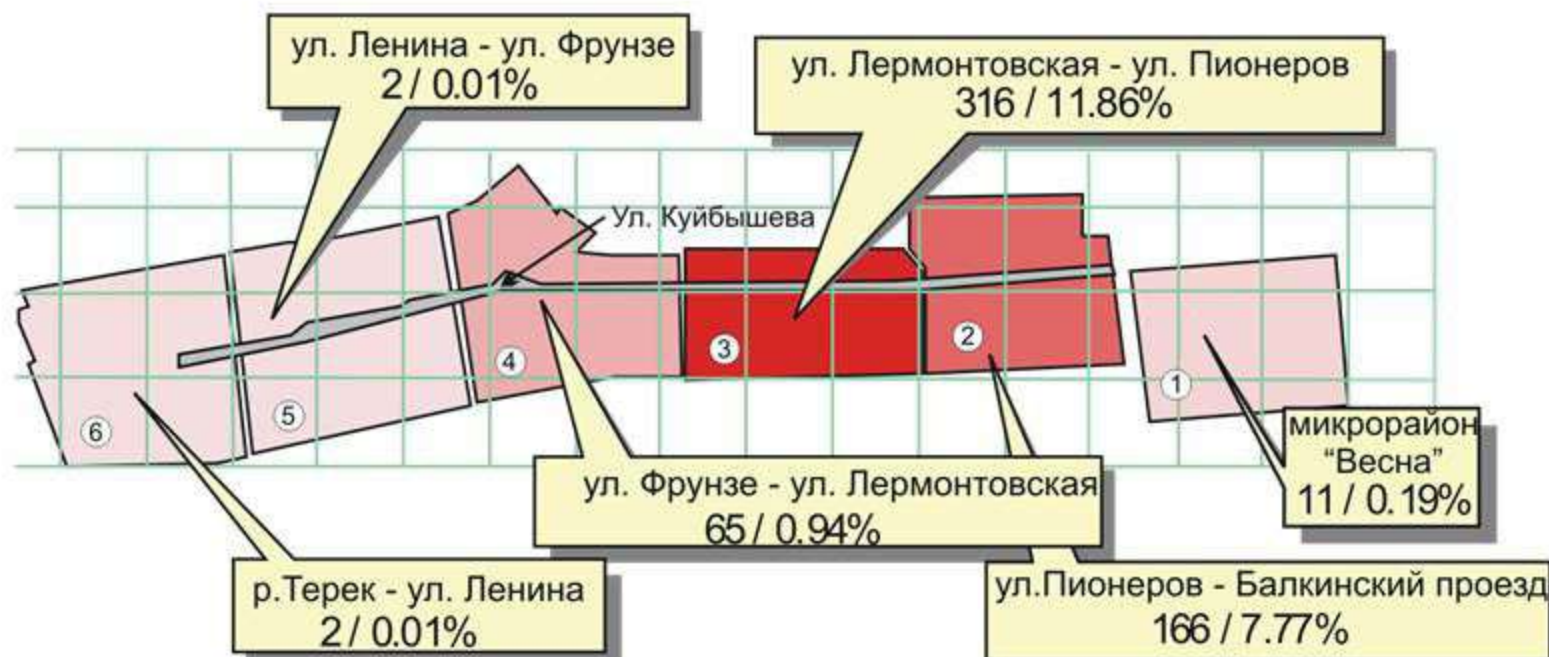 ул. Ленина - ул. Фрунзе
2 / 0.01%
ул. Лермонтовская - ул. Пионеров
316 / 11.86%
Ул. Куйбышева
6
5
4
3
2
1
микрорайон
“Весна”
11 / 0.19%
ул. Фрунзе - ул. Лермонтовская
65 / 0.94%
р.Терек - ул. Ленина
2 / 0.01%
ул.Пионеров - Балкинский проезд
166 / 7.77%